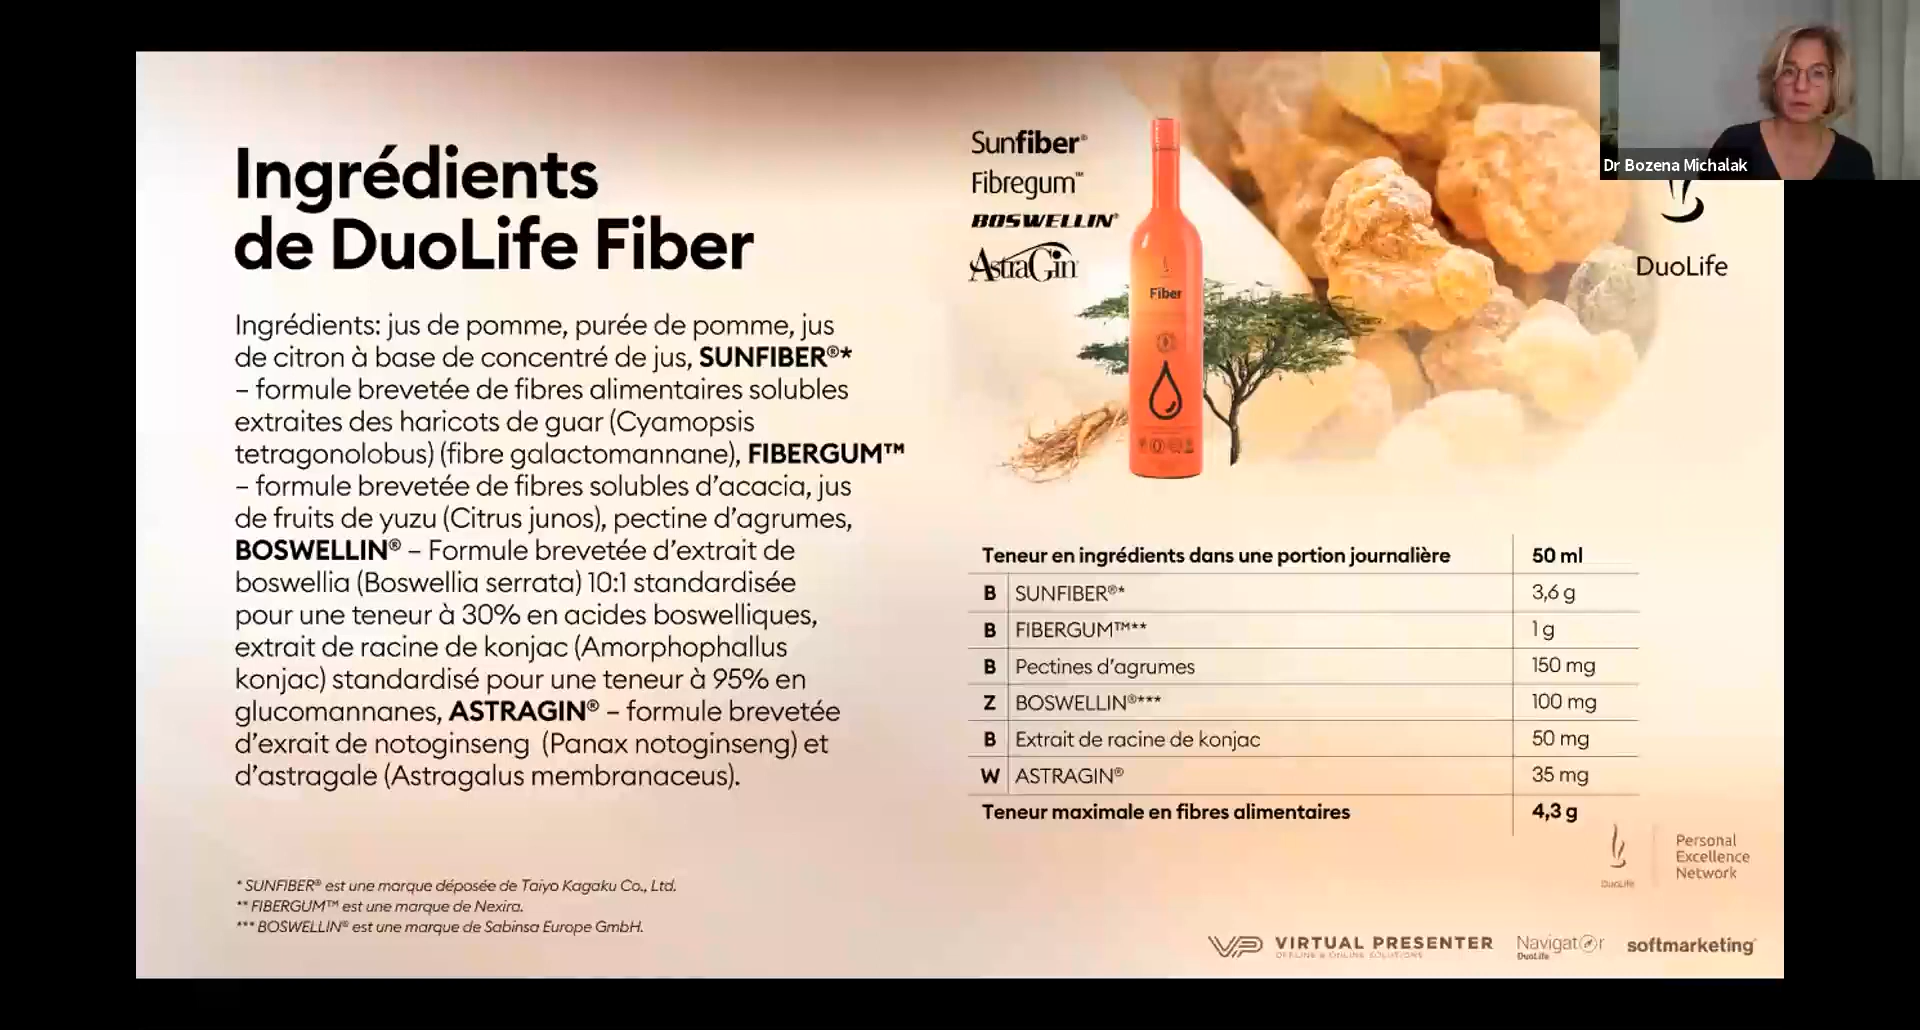 Dr Bozena Michalak
Ingrédients
de DuoLife Fiber
Ingrédients: jus de pomme, purée de pomme, jus
de citron à base de concentré de jus, SUNFIBER®*
– formule brevetée de fibres alimentaires solubles
extraites des haricots de guar (Cyamopsis
tetragonolobus) (fibre galactomannane), FIBERGUM™
– formule brevetée de fibres solubles d’acacia, jus
de fruits de yuzu (Citrus junos), pectine d’agrumes,
BOSWELLIN® – Formule brevetée d’extrait de
boswellia (Boswellia serrata) 10:1 standardisée
pour une teneur à 30% en acides boswelliques,
extrait de racine de konjac (Amorphophallus
konjac) standardisé pour une teneur à 95% en
glucomannanes, ASTRAGIN® – formule brevetée
d’exrait de notoginseng (Panax notoginseng) et
d’astragale (Astragalus membranaceus).
* SUNFIBER® est une marque déposée de Taiyo Kagaku Co., Ltd.
** FIBERGUM™ est une marque de Nexira.
*** BOSWELLIN® est une marque de Sabinsa Europe GmbH.
Sunfiber®
Fibregum™
BOSWELLIN®
AstraGin®
Fiber
DuoLife
Teneur en ingrédients dans une portion journalière 50 ml
B SUNFIBER®* 3,6 g
B FIBERGUM™** 1 g
B Pectines d’agrumes 150 mg
Z BOSWELLIN®*** 100 mg
B Extrait de racine de konjac 50 mg
W ASTRAGIN® 35 mg
Teneur maximale en fibres alimentaires 4,3 g
DuoLife
Personal
Excellence
Network
VP VIRTUAL PRESENTER
OFFLINE & ONLINE SOLUTIONS
Navigator
DuoLife
softmarketing